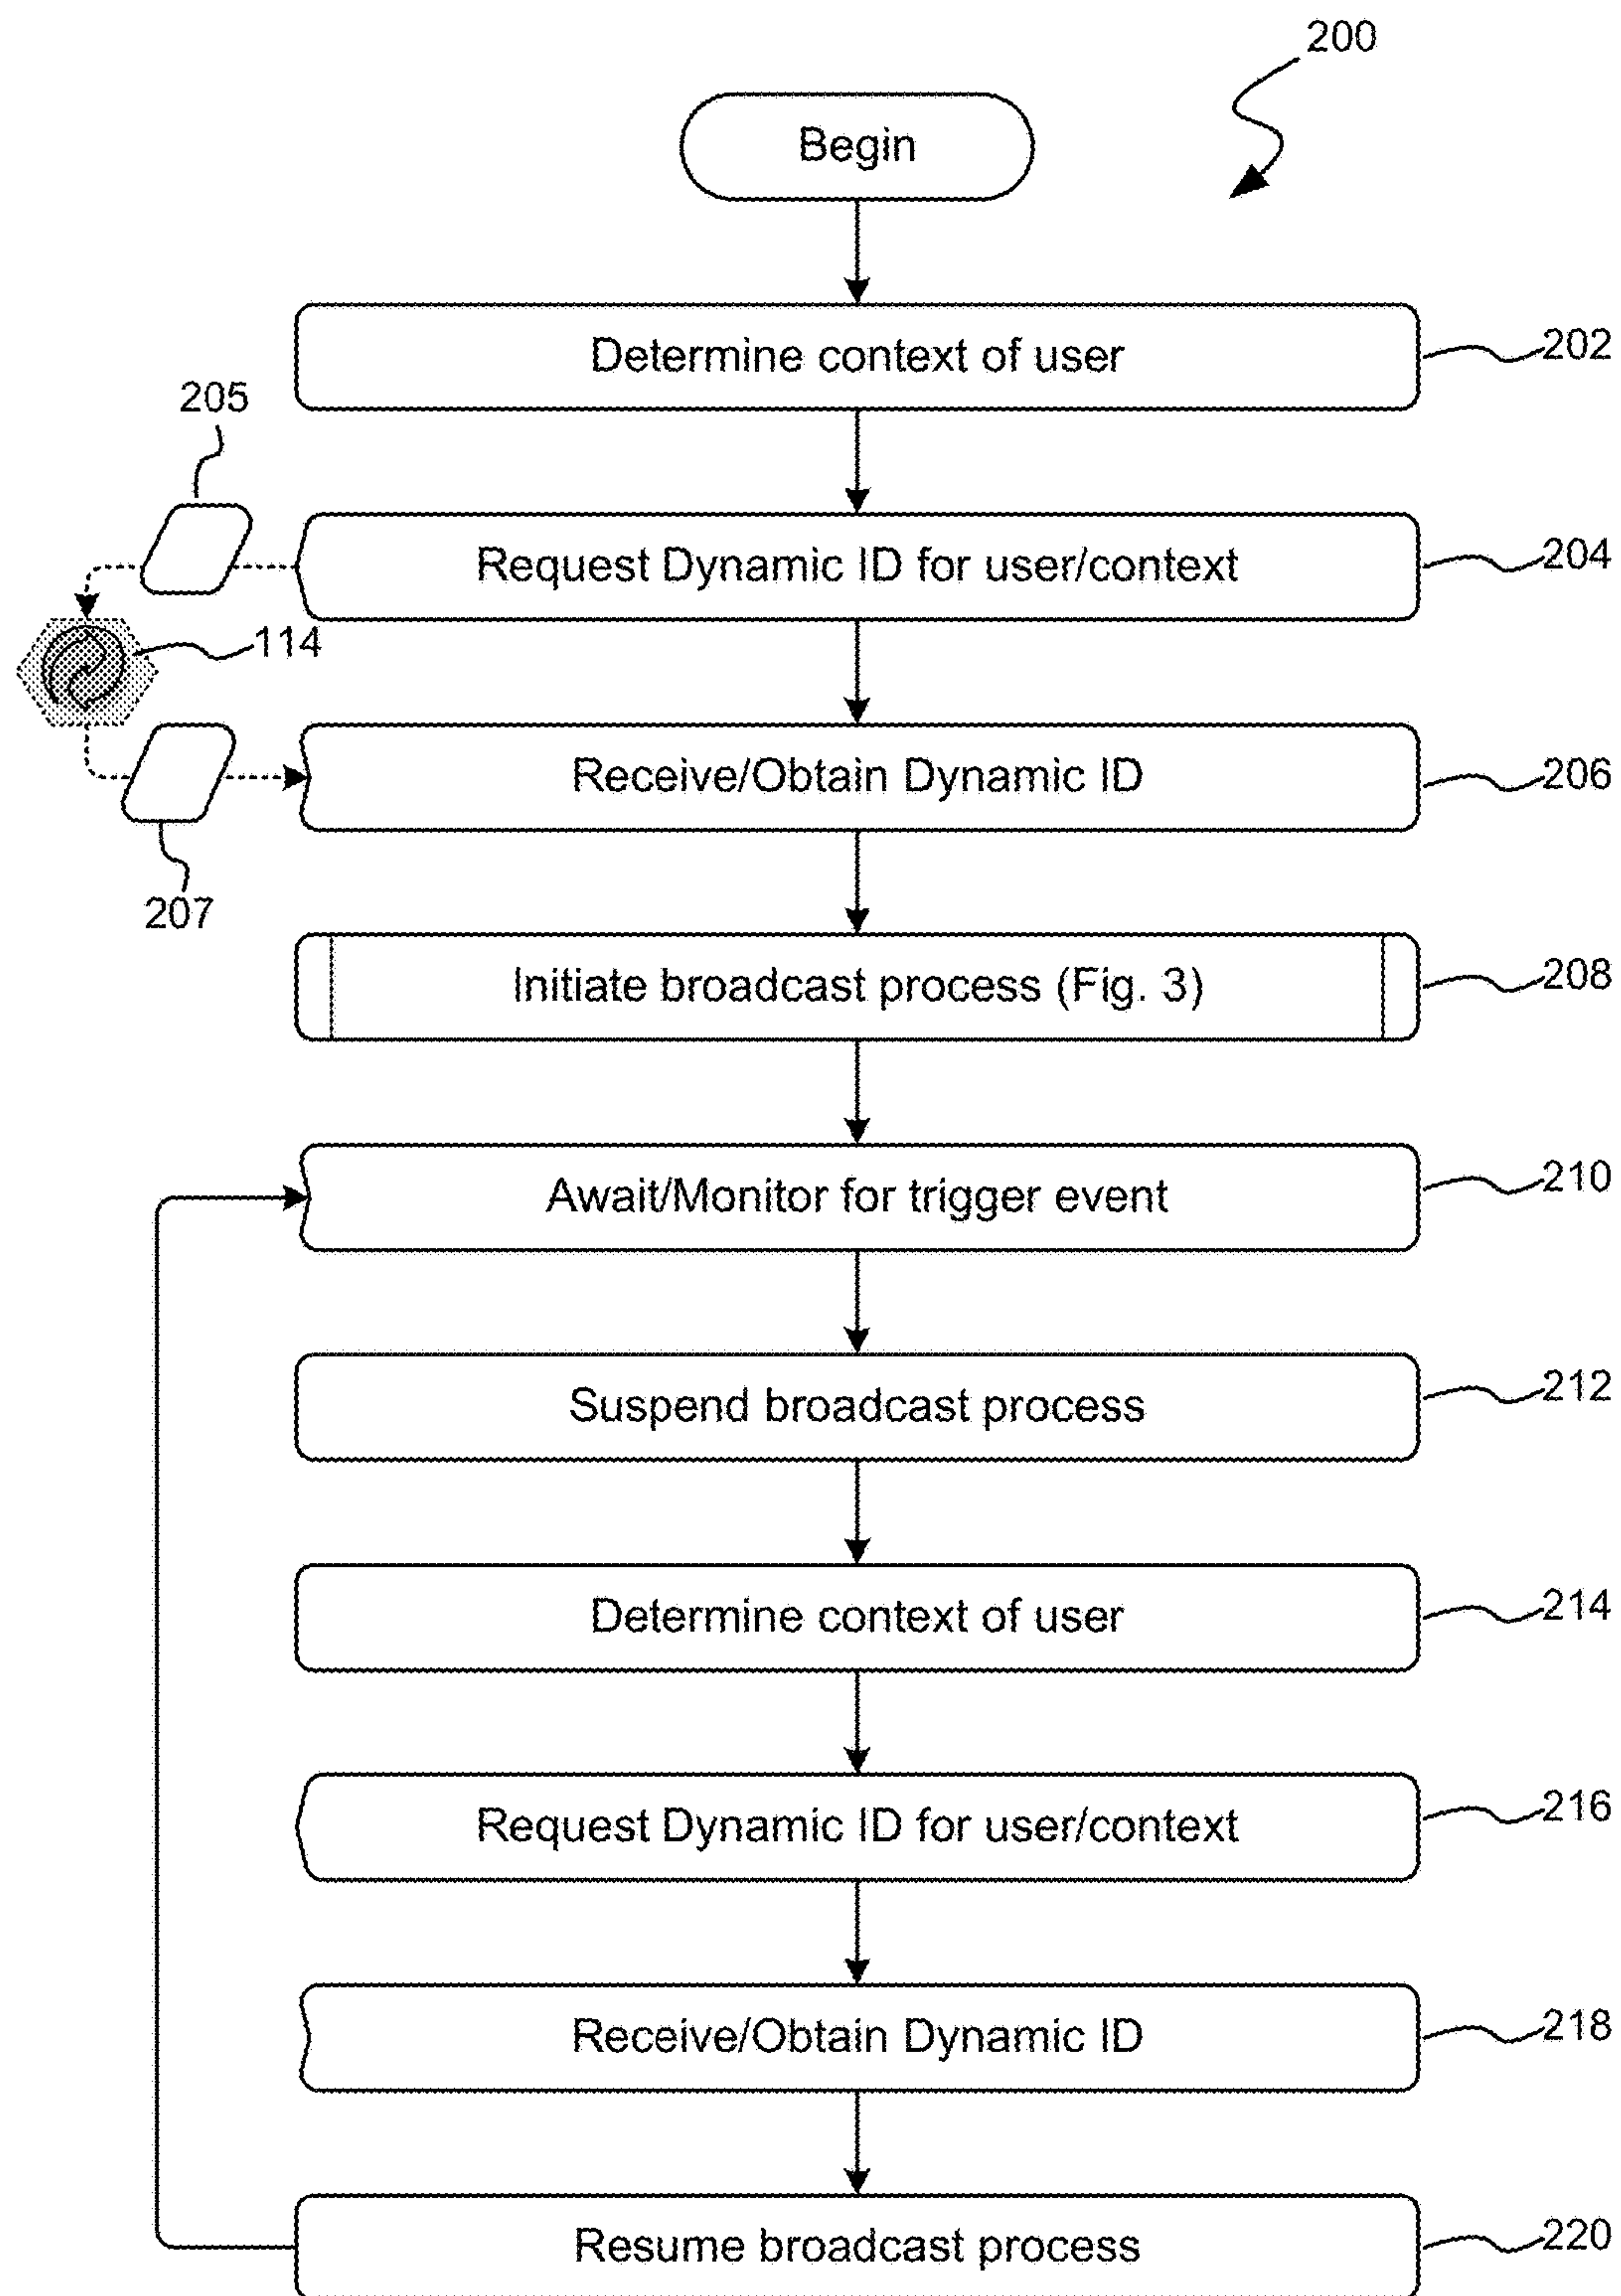 200
Begin
Determine context of user
202
205
Request Dynamic ID for user/context
204
114
Receive/Obtain Dynamic ID
206
207
Initiate broadcast process (Fig. 3)
208
Await/Monitor for trigger event
210
Suspend broadcast process
212
Determine context of user
214
Request Dynamic ID for user/context
216
Receive/Obtain Dynamic ID
218
Resume broadcast process
220